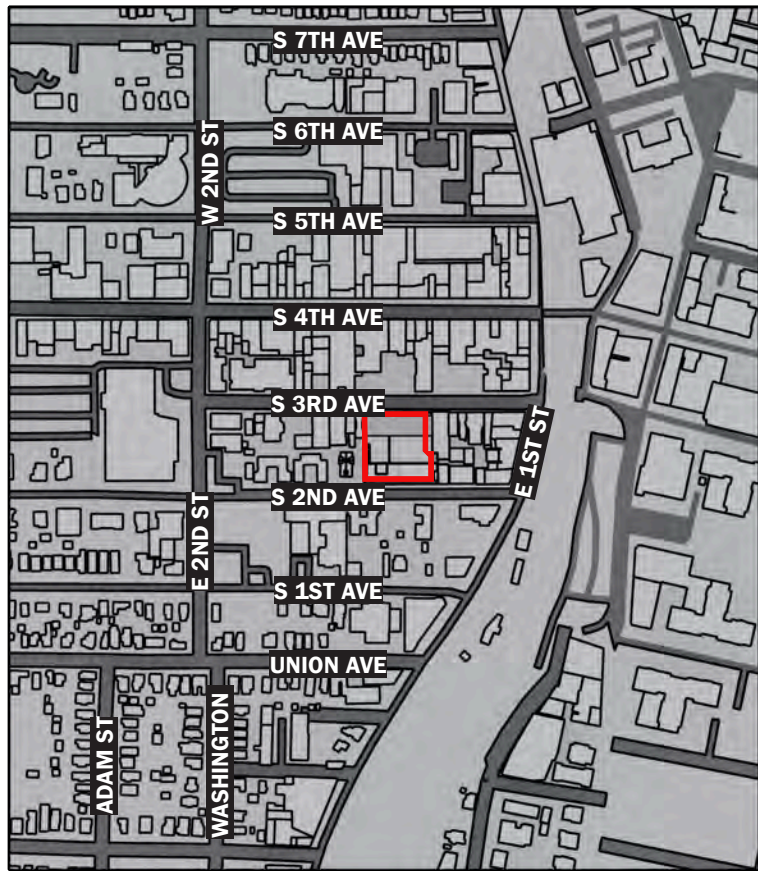 S 7TH AVE
S 6TH AVE
W 2ND ST
S 5TH AVE
S 4TH AVE
S 3RD AVE
E 1ST ST
S 2ND AVE
E 2ND ST
S 1ST AVE
UNION AVE
ADAM ST
WASHINGTON